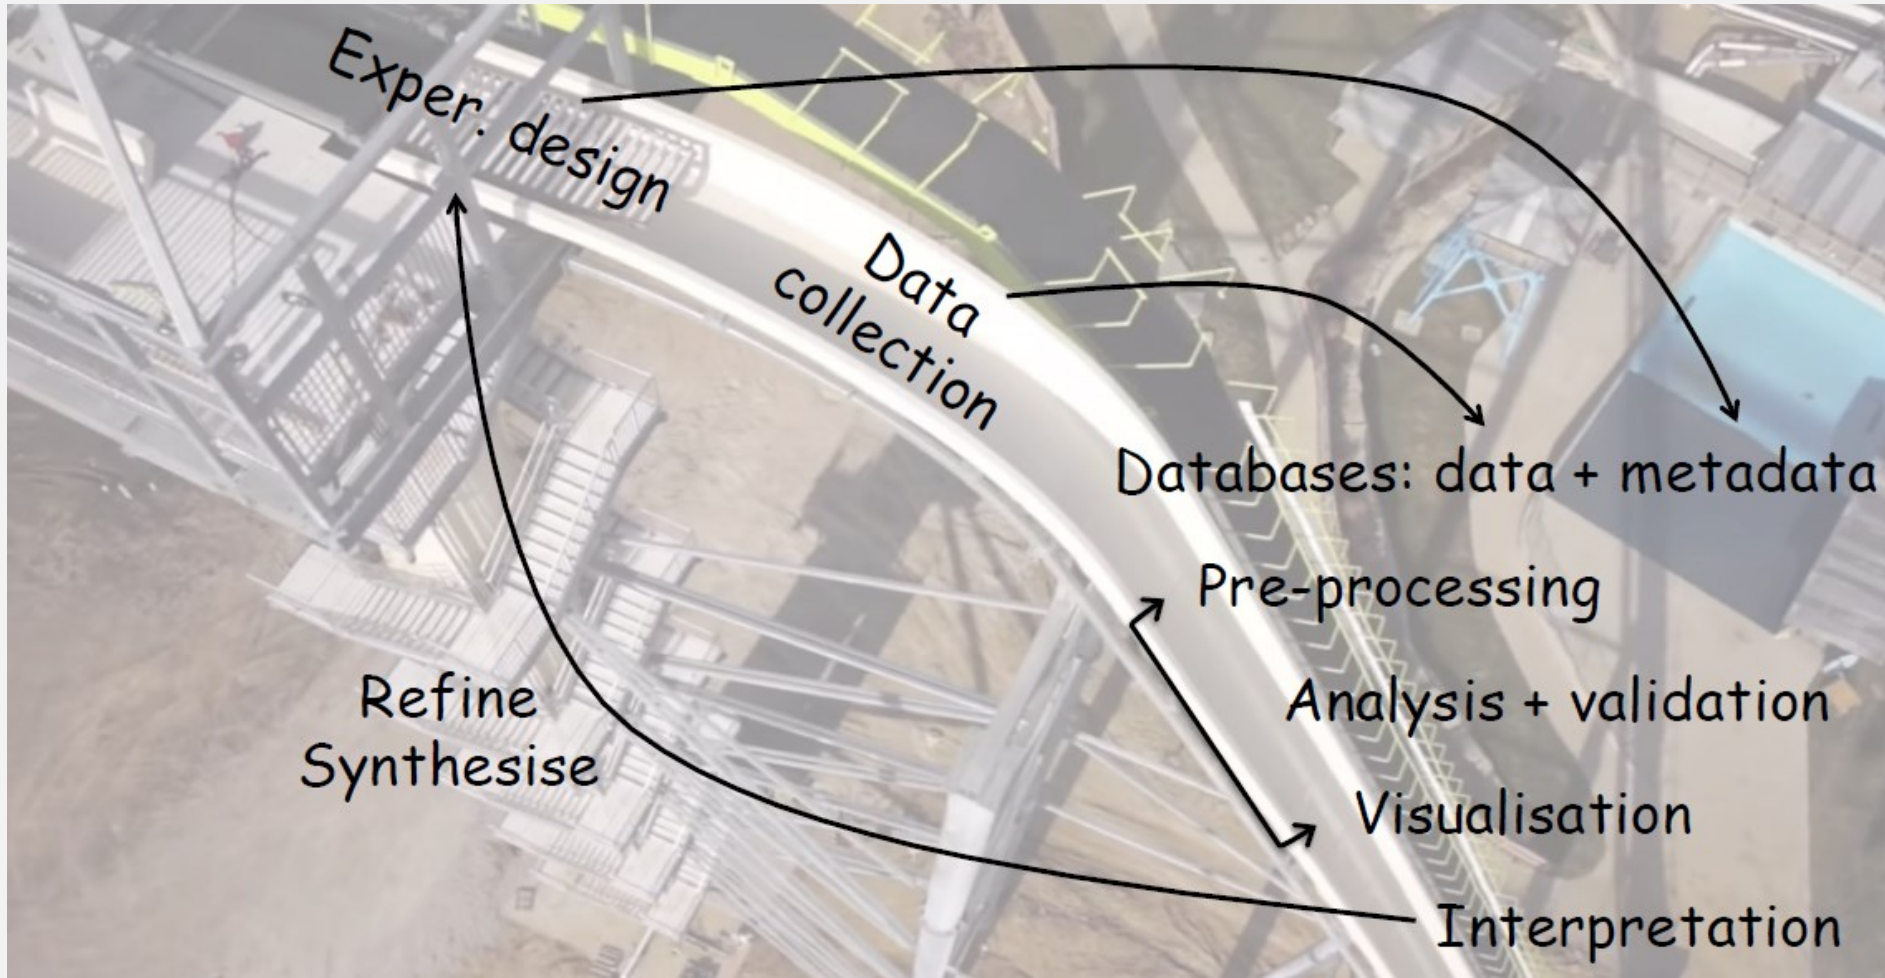 Exper. design
Data
collection
Databases: data + metadata
Pre-processing
Analysis + validation
Refine
Synthesise
Visualisation
Interpretation